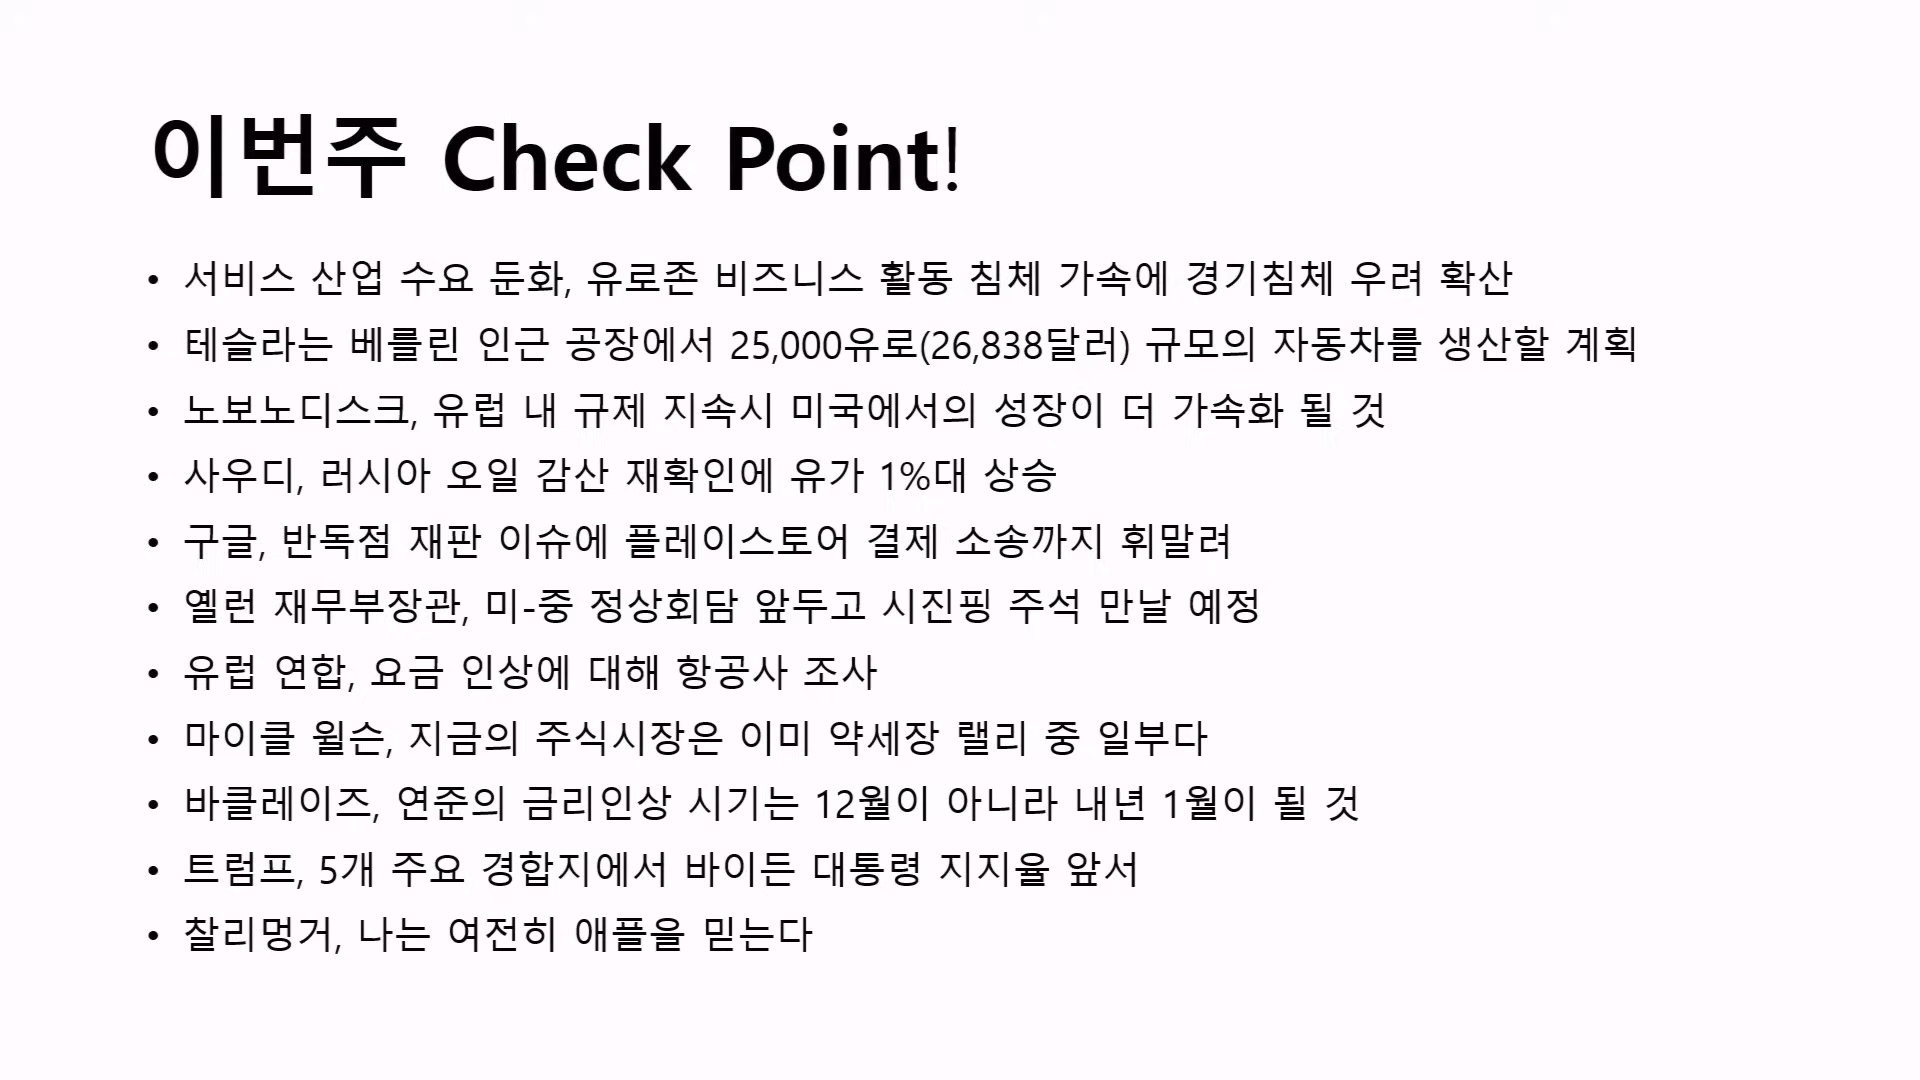 이번주 Check Point!
• 서비스 산업 수요 둔화, 유로존 비즈니스 활동 침체 가속에 경기침체 우려 확산
• 테슬라는 베를린 인근 공장에서 25,000유로(26,838달러) 규모의 자동차를 생산할 계획
• 노보노디스크, 유럽 내 규제 지속시 미국에서의 성장이 더 가속화 될 것
• 사우디, 러시아 오일 감산 재확인에 유가 1%대 상승
• 구글, 반독점 재판 이슈에 플레이스토어 결제 소송까지 휘말려
• 옐런 재무부장관, 미-중 정상회담 앞두고 시진핑 주석 만날 예정
• 유럽 연합, 요금 인상에 대해 항공사 조사
• 마이클 윌슨, 지금의 주식시장은 이미 약세장 랠리 중 일부다
• 바클레이즈, 연준의 금리인상 시기는 12월이 아니라 내년 1월이 될 것
• 트럼프, 5개 주요 경합지에서 바이든 대통령 지지율 앞서
• 찰리멍거, 나는 여전히 애플을 믿는다